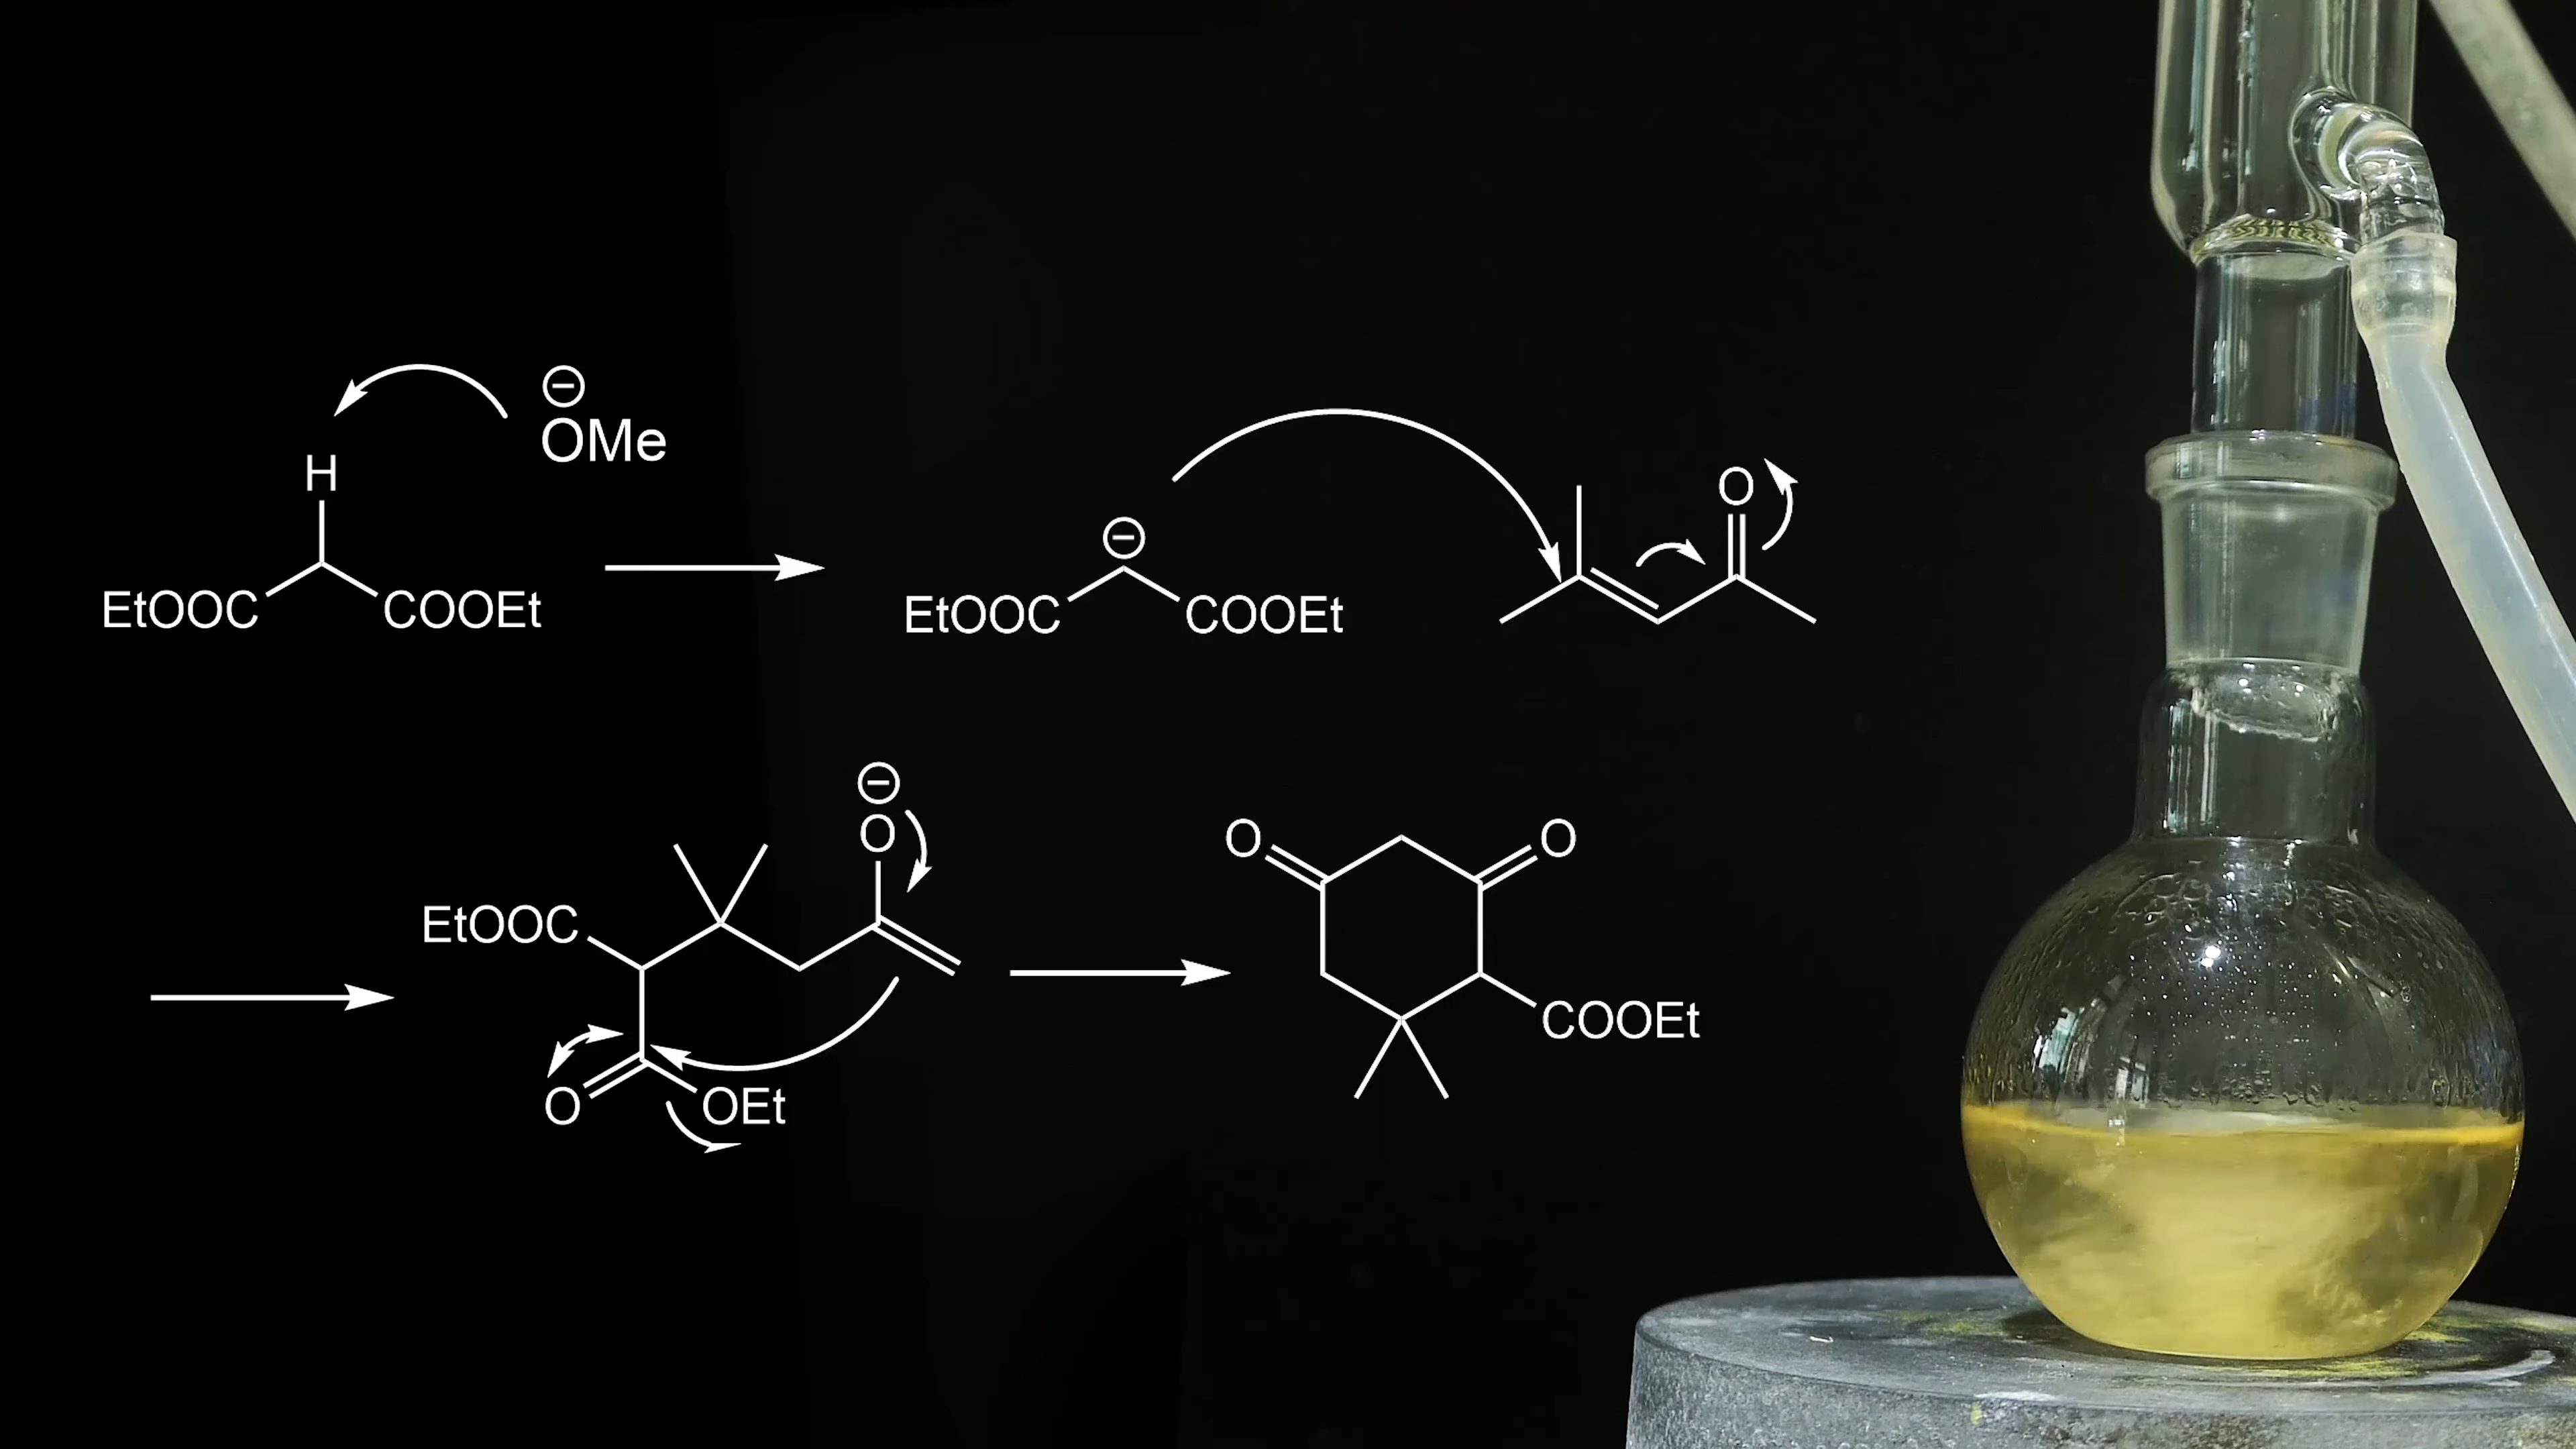 ⊖
OMe
H
EtOOC COOEt
⊖
EtOOC COOEt
O
⊖
O
EtOOC
O OEt
O O
COOEt